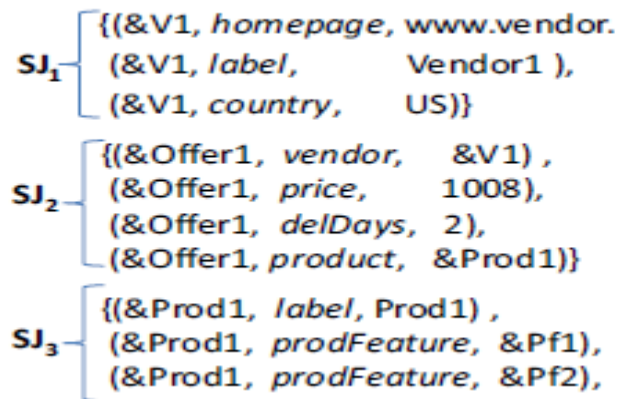 {(&V1, homepage, www.vendor.
SJ1 (&V1, label, Vendor1 ),
(&V1, country, US)}
{(&Offer1, vendor, &V1) ,
SJ2 (&Offer1, price, 1008),
(&Offer1, delDays, 2),
(&Offer1, product, &Prod1)}
{(&Prod1, label, Prod1) ,
SJ3 (&Prod1, prodFeature, &Pf1),
(&Prod1, prodFeature, &Pf2),